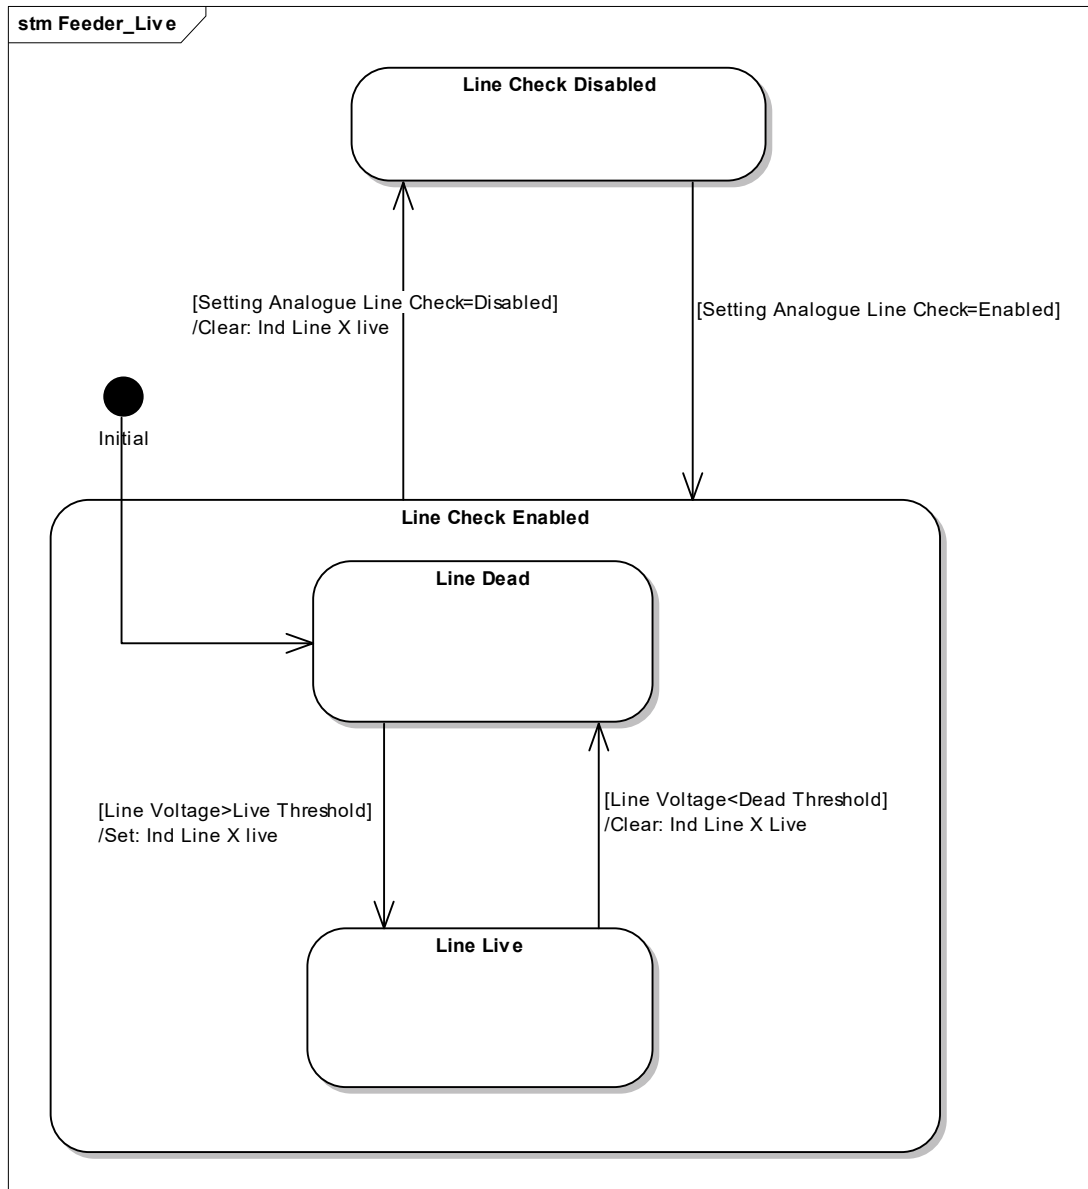 stm Feeder_Live
Line Check Disabled
[Setting Analogue Line Check=Disabled]
/Clear: Ind Line X live
[Setting Analogue Line Check=Enabled]
Initial
Line Check Enabled
Line Dead
[Line Voltage>Live Threshold]
/Set: Ind Line X live
[Line Voltage<Dead Threshold]
/Clear: Ind Line X Live
Line Live